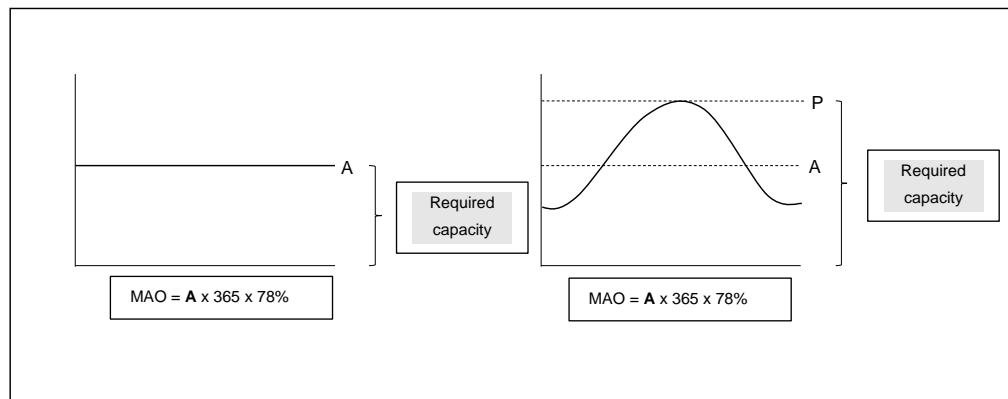 A
Required
capacity
MAO = A x 365 x 78%
P
A
Required
capacity
MAO = A x 365 x 78%